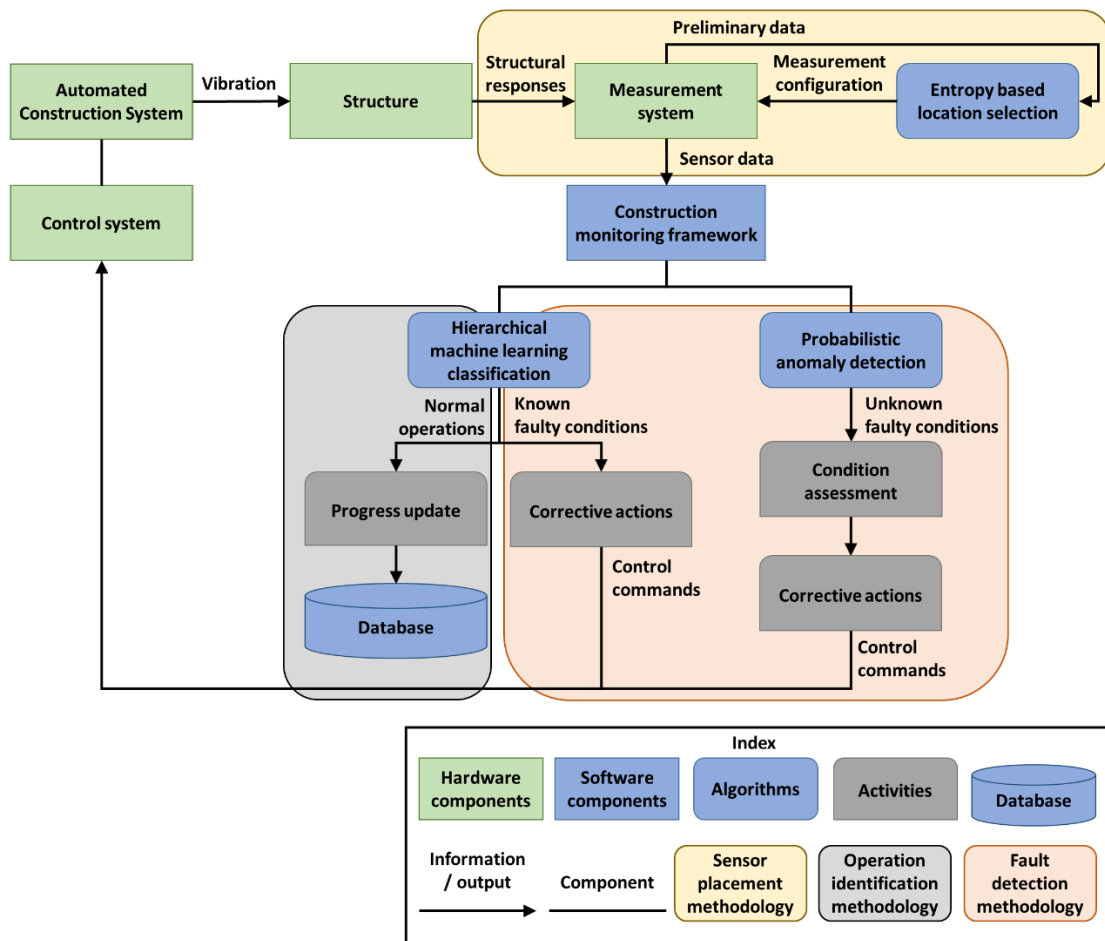 Preliminary data
Automated
Construction System
Vibration
Structure
Structural
responses
Measurement
system
Measurement
configuration
Entropy based
location selection
Sensor data
Control system
Construction
monitoring framework
Hierarchical
machine learning
classification
Probabilistic
anomaly detection
Normal
operations
Known
faulty conditions
Unknown
faulty conditions
Progress update
Corrective actions
Condition
assessment
Control
commands
Corrective actions
Database
Control
commands
Index
Hardware
components
Software
components
Algorithms
Activities
Database
Information
/ output
Component
Sensor
placement
methodology
Operation
identification
methodology
Fault
detection
methodology